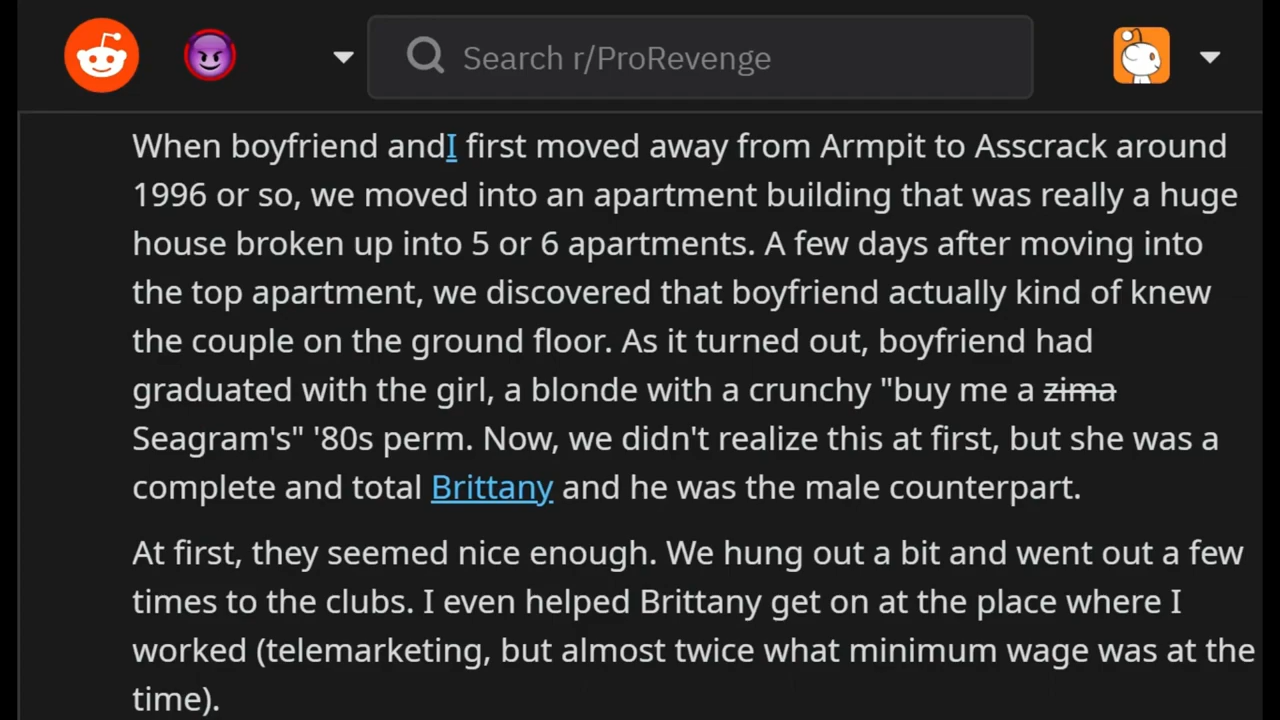 Search r/ProRevenge
When boyfriend andI first moved away from Armpit to Asscrack around
1996 or so, we moved into an apartment building that was really a huge
house broken up into 5 or 6 apartments. A few days after moving into
the top apartment, we discovered that boyfriend actually kind of knew
the couple on the ground floor. As it turned out, boyfriend had
graduated with the girl, a blonde with a crunchy "buy me a zima
Seagram's" '80s perm. Now, we didn't realize this at first, but she was a
complete and total Brittany and he was the male counterpart.
At first, they seemed nice enough. We hung out a bit and went out a few
times to the clubs. I even helped Brittany get on at the place where I
worked (telemarketing, but almost twice what minimum wage was at the
time).